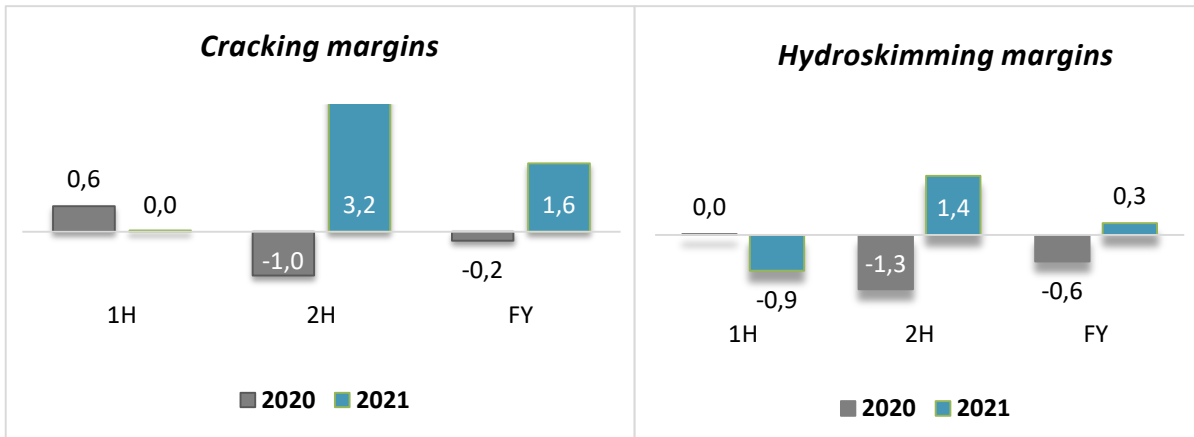 Cracking margins
0,6
0,0
-1,0
3,2
-0,2
1,6
1H
2H
FY
2020
2021
Hydroskimming margins
0,0
-0,9
-1,3
1,4
-0,6
0,3
1H
2H
FY
2020
2021